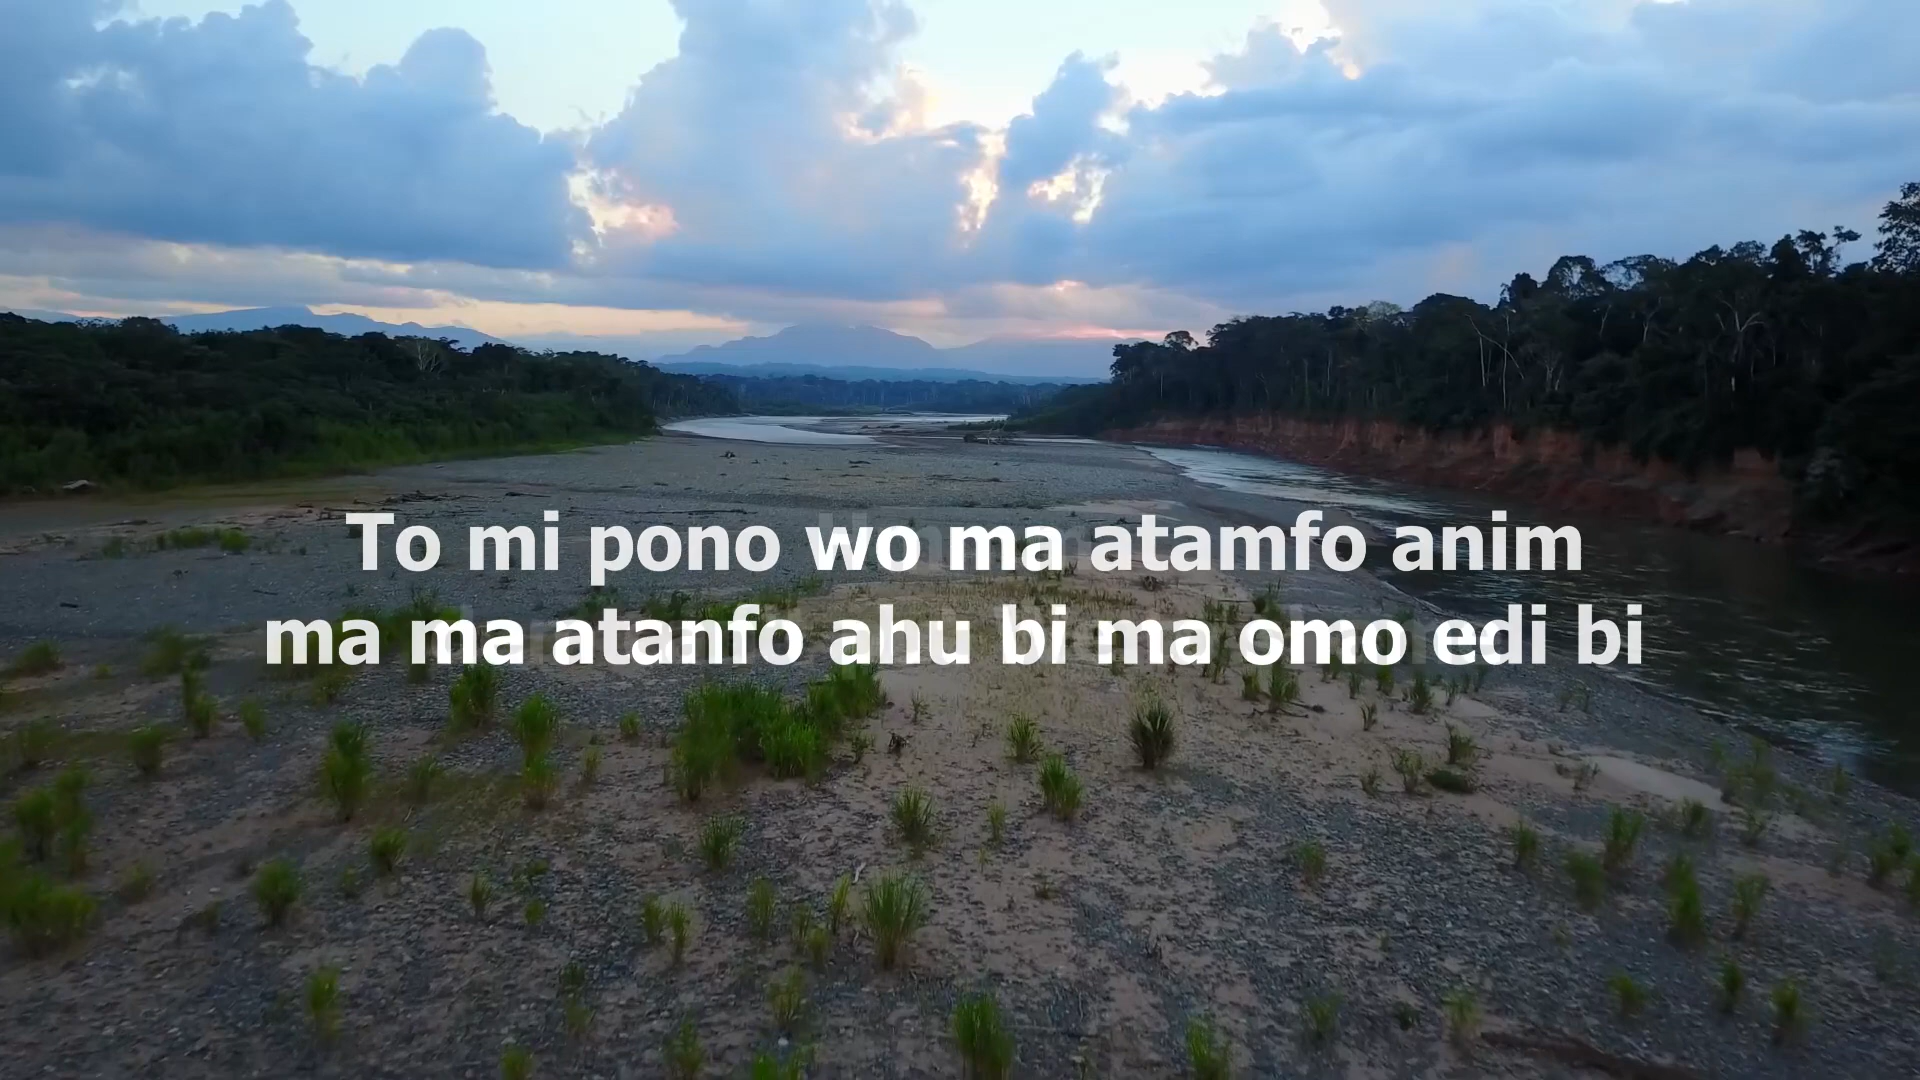 To mi pono wo ma atamfo anim
ma ma atanfo ahu bi ma omo edi bi